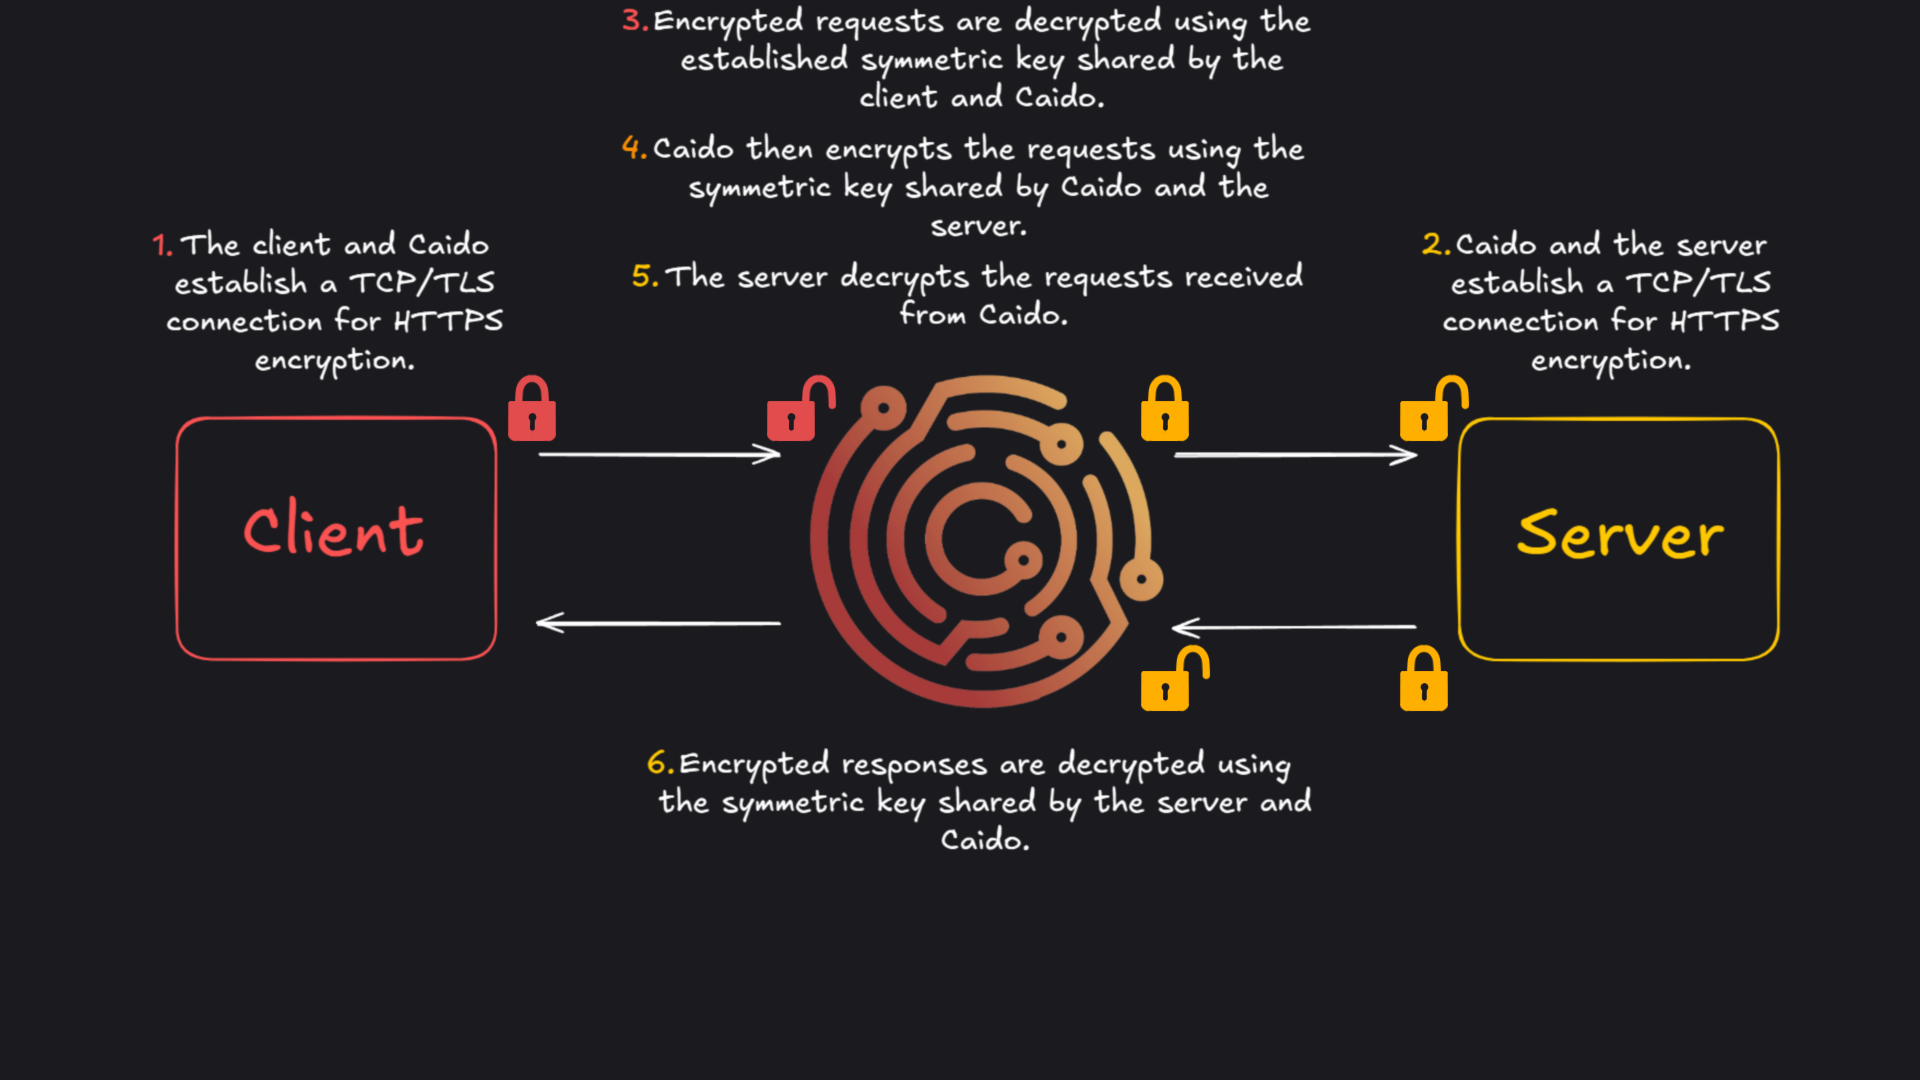 1. The client and Caido
establish a TCP/TLS
connection for HTTPS
encryption.
2. Caido and the server
establish a TCP/TLS
connection for HTTPS
encryption.
3. Encrypted requests are decrypted using the
established symmetric key shared by the
client and Caido.
4. Caido then encrypts the requests using the
symmetric key shared by Caido and the
server.
5. The server decrypts the requests received
from Caido.
Client
Server
6. Encrypted responses are decrypted using
the symmetric key shared by the server and
Caido.